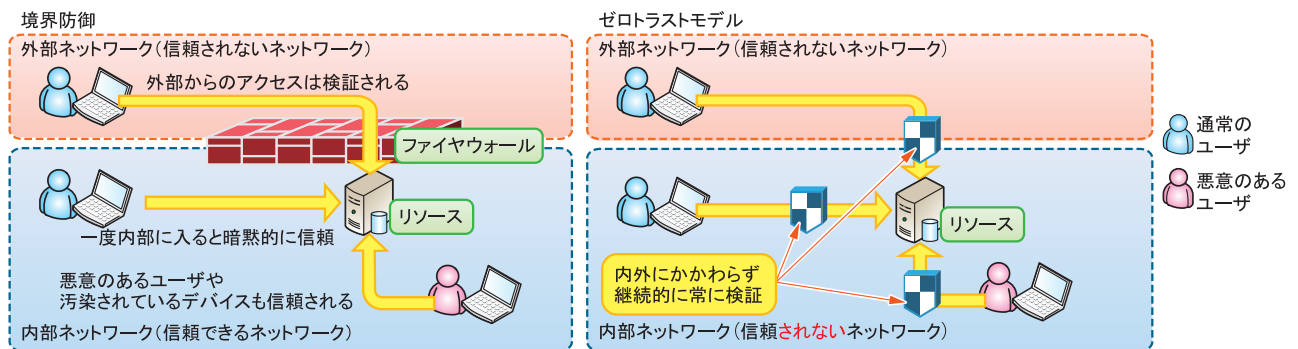 境界防御
外部ネットワーク（信頼されないネットワーク）
外部からのアクセスは検証される
ファイヤウォール
リソース
一度内部に入ると暗黙的に信頼
悪意のあるユーザや
汚染されているデバイスも信頼される
内部ネットワーク（信頼できるネットワーク）
ゼロトラストモデル
外部ネットワーク（信頼されないネットワーク）
リソース
内外にかかわらず
継続的に常に検証
内部ネットワーク（信頼されないネットワーク）
通常の
ユーザ
悪意のある
ユーザ